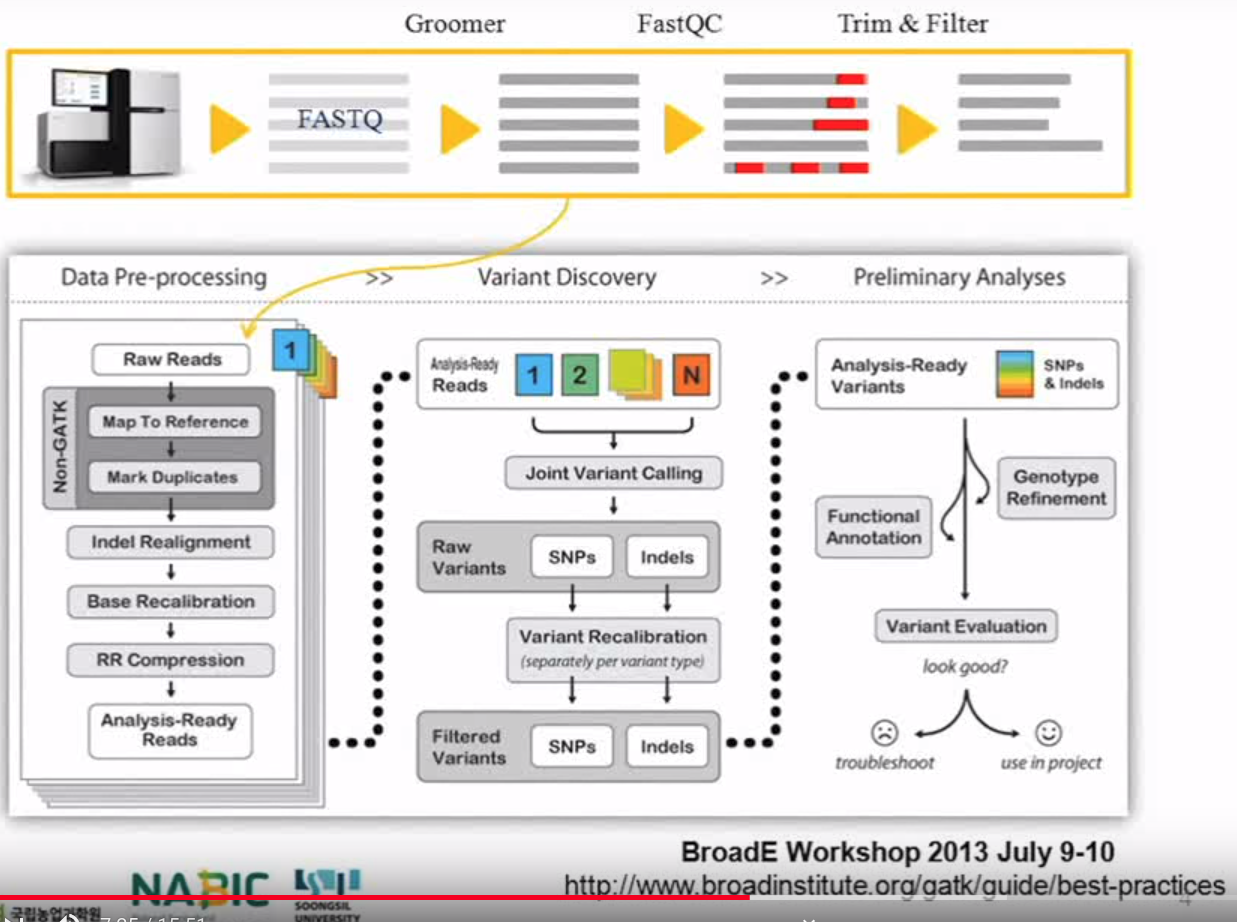 Groomer FastQC Trim & Filter
FASTQ
Data Pre-processing >> Variant Discovery >> Preliminary Analyses
Raw Reads
1
Non-GATK
Map To Reference
Mark Duplicates
Indel Realignment
Base Recalibration
RR Compression
Analysis-Ready
Reads
Analysis-Ready
Reads
1 2 N
Joint Variant Calling
Raw
Variants
SNPs Indels
Variant Recalibration
(separately per variant type)
Filtered
Variants
SNPs Indels
Analysis-Ready
Variants
SNPs
& Indels
Genotype
Refinement
Functional
Annotation
Variant Evaluation
look good?
troubleshoot use in project
BroadE Workshop 2013 July 9-10
http://www.broadinstitute.org/gatk/guide/best-practices
4
NABIC
SOONGSIL
UNIVERSITY
국립농업과학원